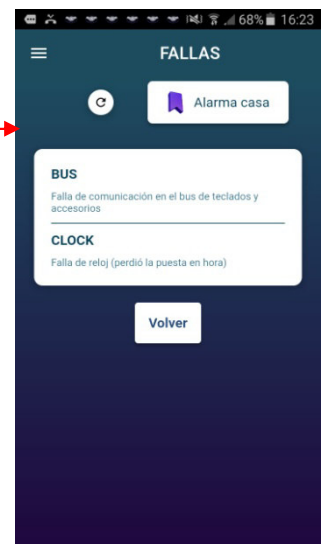 68% 16:23
FALLAS
Alarma casa
BUS
Falla de comunicación en el bus de teclados y
accesorios
CLOCK
Falla de reloj (perdió la puesta en hora)
Volver